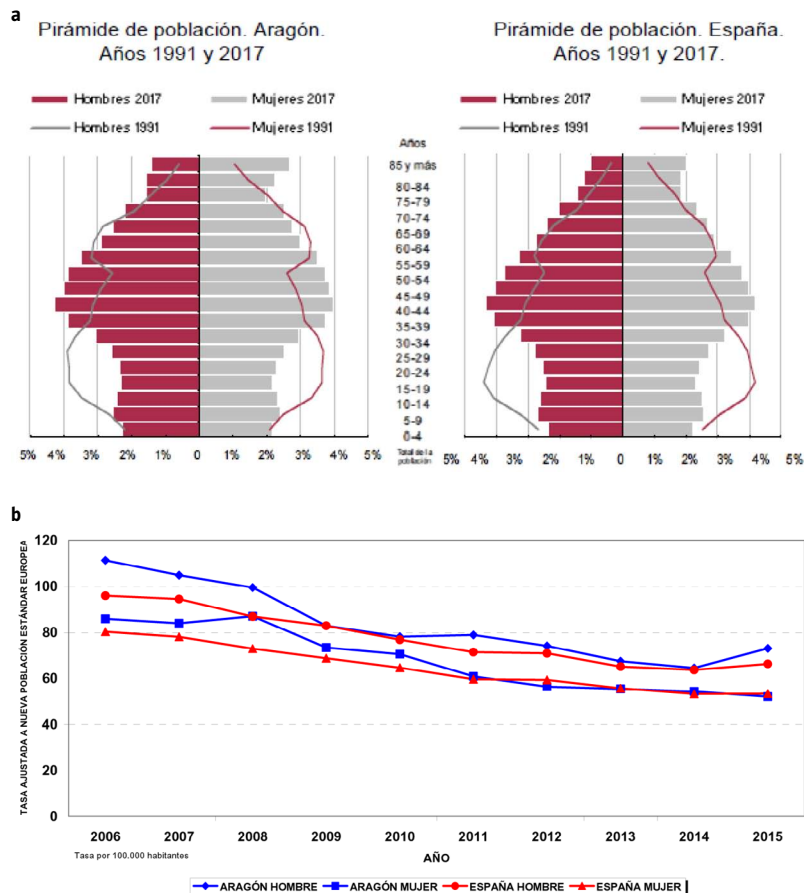 a
Pirámide de población. Aragón.
Años 1991 y 2017
Hombres 2017
Mujeres 2017
Hombres 1991
Mujeres 1991
Pirámide de población. España.
Años 1991 y 2017.
Hombres 2017
Mujeres 2017
Hombres 1991
Mujeres 1991
Años
85 y más
80-84
75-79
70-74
65-69
60-64
55-59
50-54
45-49
40-44
35-39
30-34
25-29
20-24
15-19
10-14
5-9
0-4
5% 4% 3% 2% 1% 0 1% 2% 3% 4% 5%
Total de la
población
5% 4% 3% 2% 1% 0 1% 2% 3% 4% 5%
b
TASA AJUSTADA A NUEVA POBLACIÓN ESTÁNDAR EUROPEA
120
100
80
60
40
20
0
2006 2007 2008 2009 2010 2011 2012 2013 2014 2015
Tasa por 100.000 habitantes
AÑO
ARAGÓN HOMBRE ARAGÓN MUJER ESPAÑA HOMBRE ESPAÑA MUJER